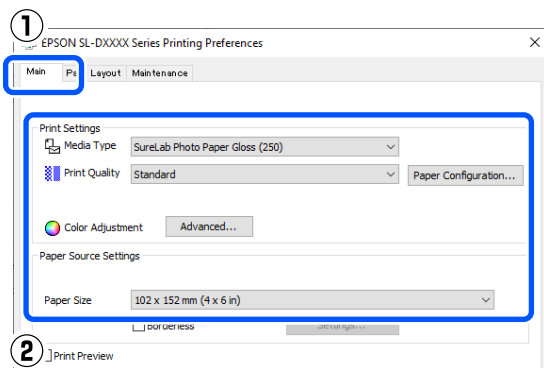 1
EPSON SL-DXXXX Series Printing Preferences
Main Pa Layout Maintenance
Print Settings
Media Type SureLab Photo Paper Gloss (250)
Print Quality Standard Paper Configuration...
Color Adjustment Advanced...
Paper Source Settings
Paper Size 102 x 152 mm (4 x 6 in)
Borderless Settings...
2
Print Preview